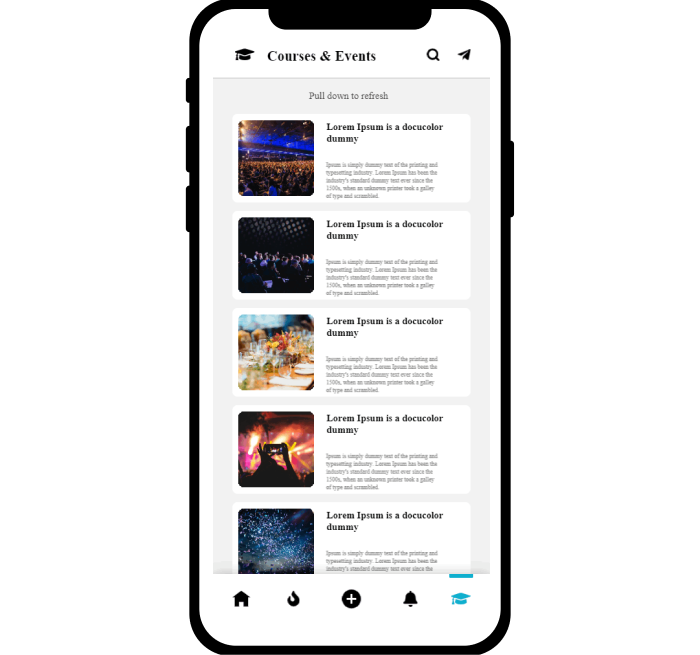 Courses & Events
Pull down to refresh
Lorem Ipsum is a docucolor
dummy
Ipsum is simply dummy text of the printing and
typesetting industry. Lorem Ipsum has been the
industry's standard dummy text ever since the
1500s, when an unknown printer took a galley
of type and scrambled.
Lorem Ipsum is a docucolor
dummy
Ipsum is simply dummy text of the printing and
typesetting industry. Lorem Ipsum has been the
industry's standard dummy text ever since the
1500s, when an unknown printer took a galley
of type and scrambled.
Lorem Ipsum is a docucolor
dummy
Ipsum is simply dummy text of the printing and
typesetting industry. Lorem Ipsum has been the
industry's standard dummy text ever since the
1500s, when an unknown printer took a galley
of type and scrambled.
Lorem Ipsum is a docucolor
dummy
Ipsum is simply dummy text of the printing and
typesetting industry. Lorem Ipsum has been the
industry's standard dummy text ever since the
1500s, when an unknown printer took a galley
of type and scrambled.
Lorem Ipsum is a docucolor
dummy
Ipsum is simply dummy text of the printing and
typesetting industry. Lorem Ipsum has been the
industry's standard dummy text ever since the